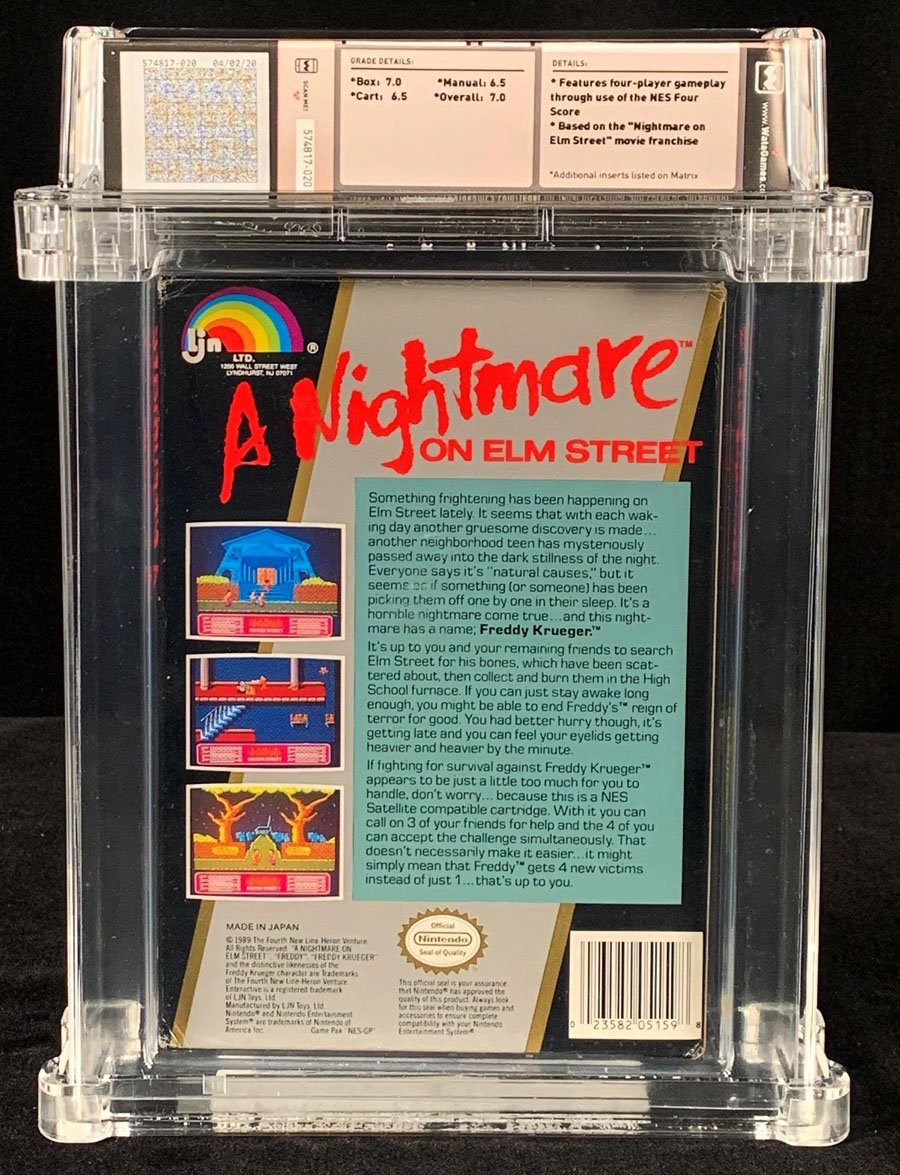 574817-020 04/02/20
SCAN ME!
574817-020
GRADE DETAILS:
*Box: 7.0 *Manual: 6.5
*Cart: 6.5 *Overall: 7.0
DETAILS:
* Features four-player gameplay
through use of the NES Four
Score
* Based on the "Nightmare on
Elm Street" movie franchise
*Additional inserts listed on Matrix
www.WataGames.c
ljn
LTD. ®
1200 WALL STREET WEST
LYNDHURST, NJ 07071
A Nightmare™
ON ELM STREET
Something frightening has been happening on
Elm Street lately. It seems that with each wak-
ing day another gruesome discovery is made...
another neighborhood teen has mysteriously
passed away into the dark stillness of the night.
Everyone says it's "natural causes," but it
seems as if something (or someone) has been
picking them off one by one in their sleep. It's a
horrible nightmare come true...and this night-
mare has a name; Freddy Krueger.™
It's up to you and your remaining friends to search
Elm Street for his bones, which have been scat-
tered about, then collect and burn them in the High
School furnace. If you can just stay awake long
enough, you might be able to end Freddy's™ reign of
terror for good. You had better hurry though, it's
getting late and you can feel your eyelids getting
heavier and heavier by the minute.
If fighting for survival against Freddy Krueger™
appears to be just a little too much for you to
handle, don't worry... because this is a NES
Satellite compatible cartridge. With it you can
call on 3 of your friends for help and the 4 of you
can accept the challenge simultaneously. That
doesn't necessarily make it easier...it might
simply mean that Freddy™ gets 4 new victims
instead of just 1...that's up to you.
MADE IN JAPAN
© 1989 The Fourth New Line-Heron Venture.
All Rights Reserved. "A NIGHTMARE ON
ELM STREET", "FREDDY", "FREDDY KRUEGER"
and the distinctive likenesses of the
Freddy Krueger character are Trademarks
of The Fourth New Line-Heron Venture
Enteractive is a registered trademark
of LJN Toys, Ltd.
Manufactured by LJN Toys, Ltd.
Nintendo® and Nintendo Entertainment
System® are trademarks of Nintendo of
America Inc. Game Pak "NES-GP"
Official
Nintendo
Seal of Quality
This official seal is your assurance
that Nintendo® has approved the
quality of this product. Always look
for this seal when buying games and
accessories to ensure complete
compatibility with your Nintendo
Entertainment System®
0 23582 05159 8